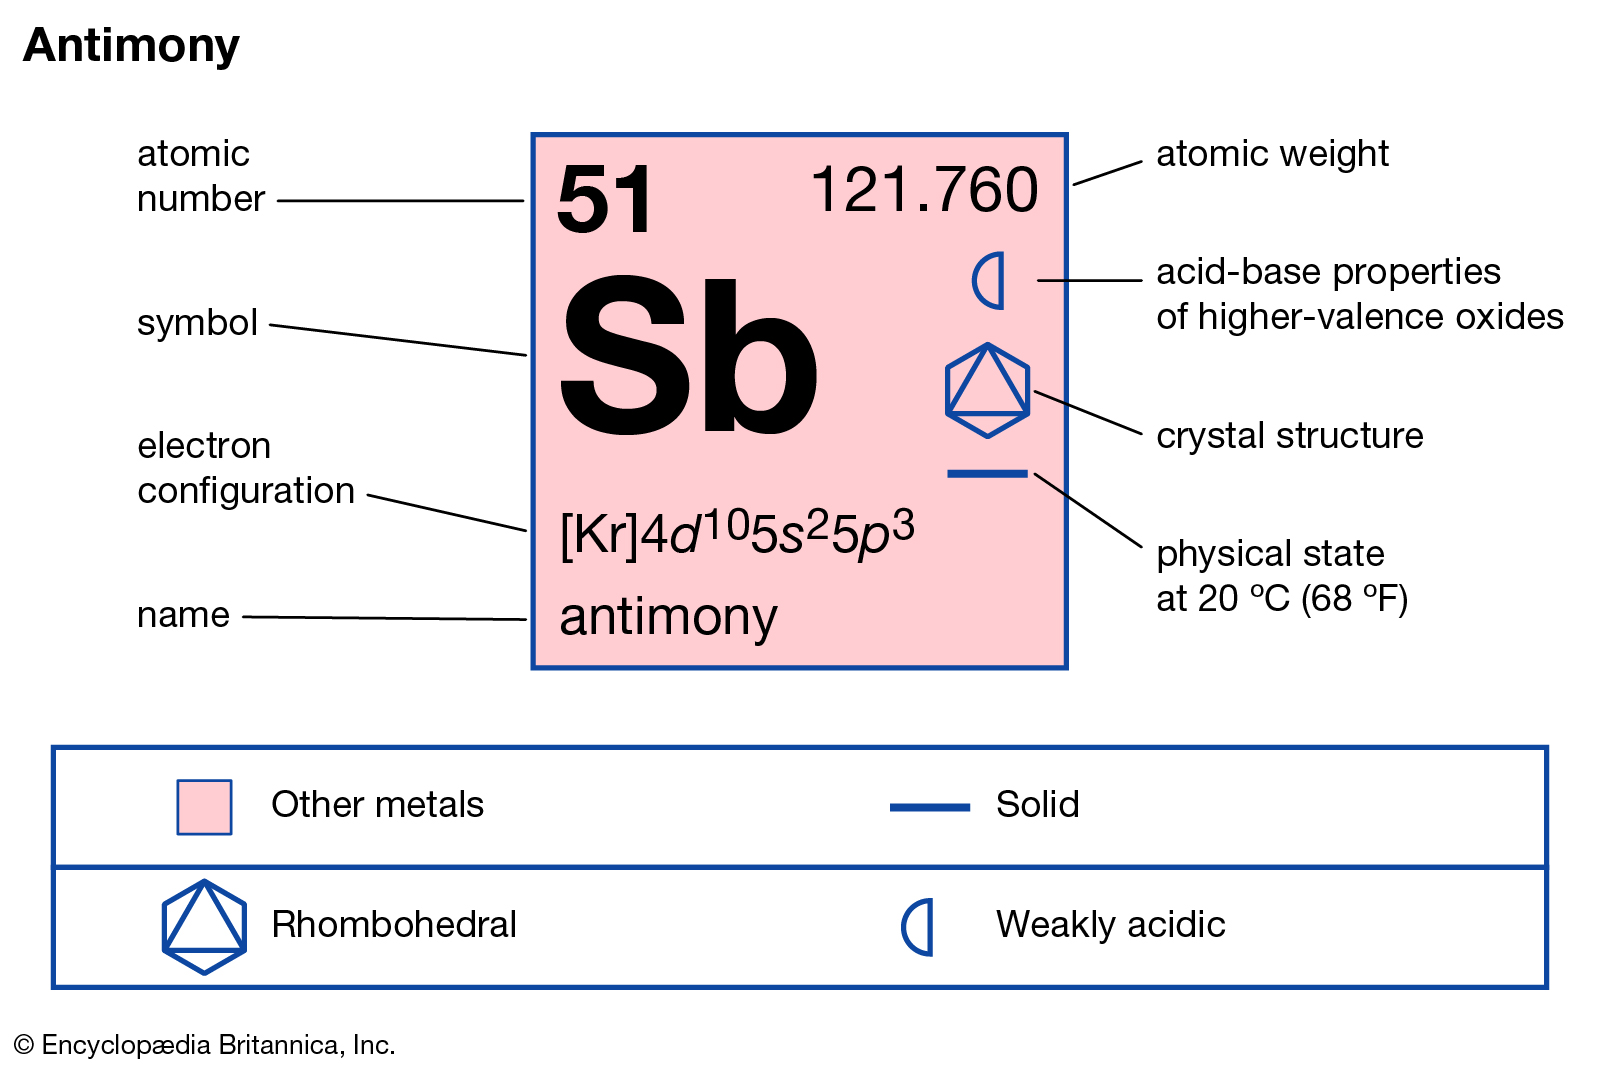 Antimony
atomic
number
symbol
electron
configuration
name
51
121.760
Sb
[Kr]4d¹⁰5s²5p³
antimony
atomic weight
acid-base properties
of higher-valence oxides
crystal structure
physical state
at 20 ºC (68 ºF)
Other metals
Solid
Rhombohedral
Weakly acidic
© Encyclopædia Britannica, Inc.